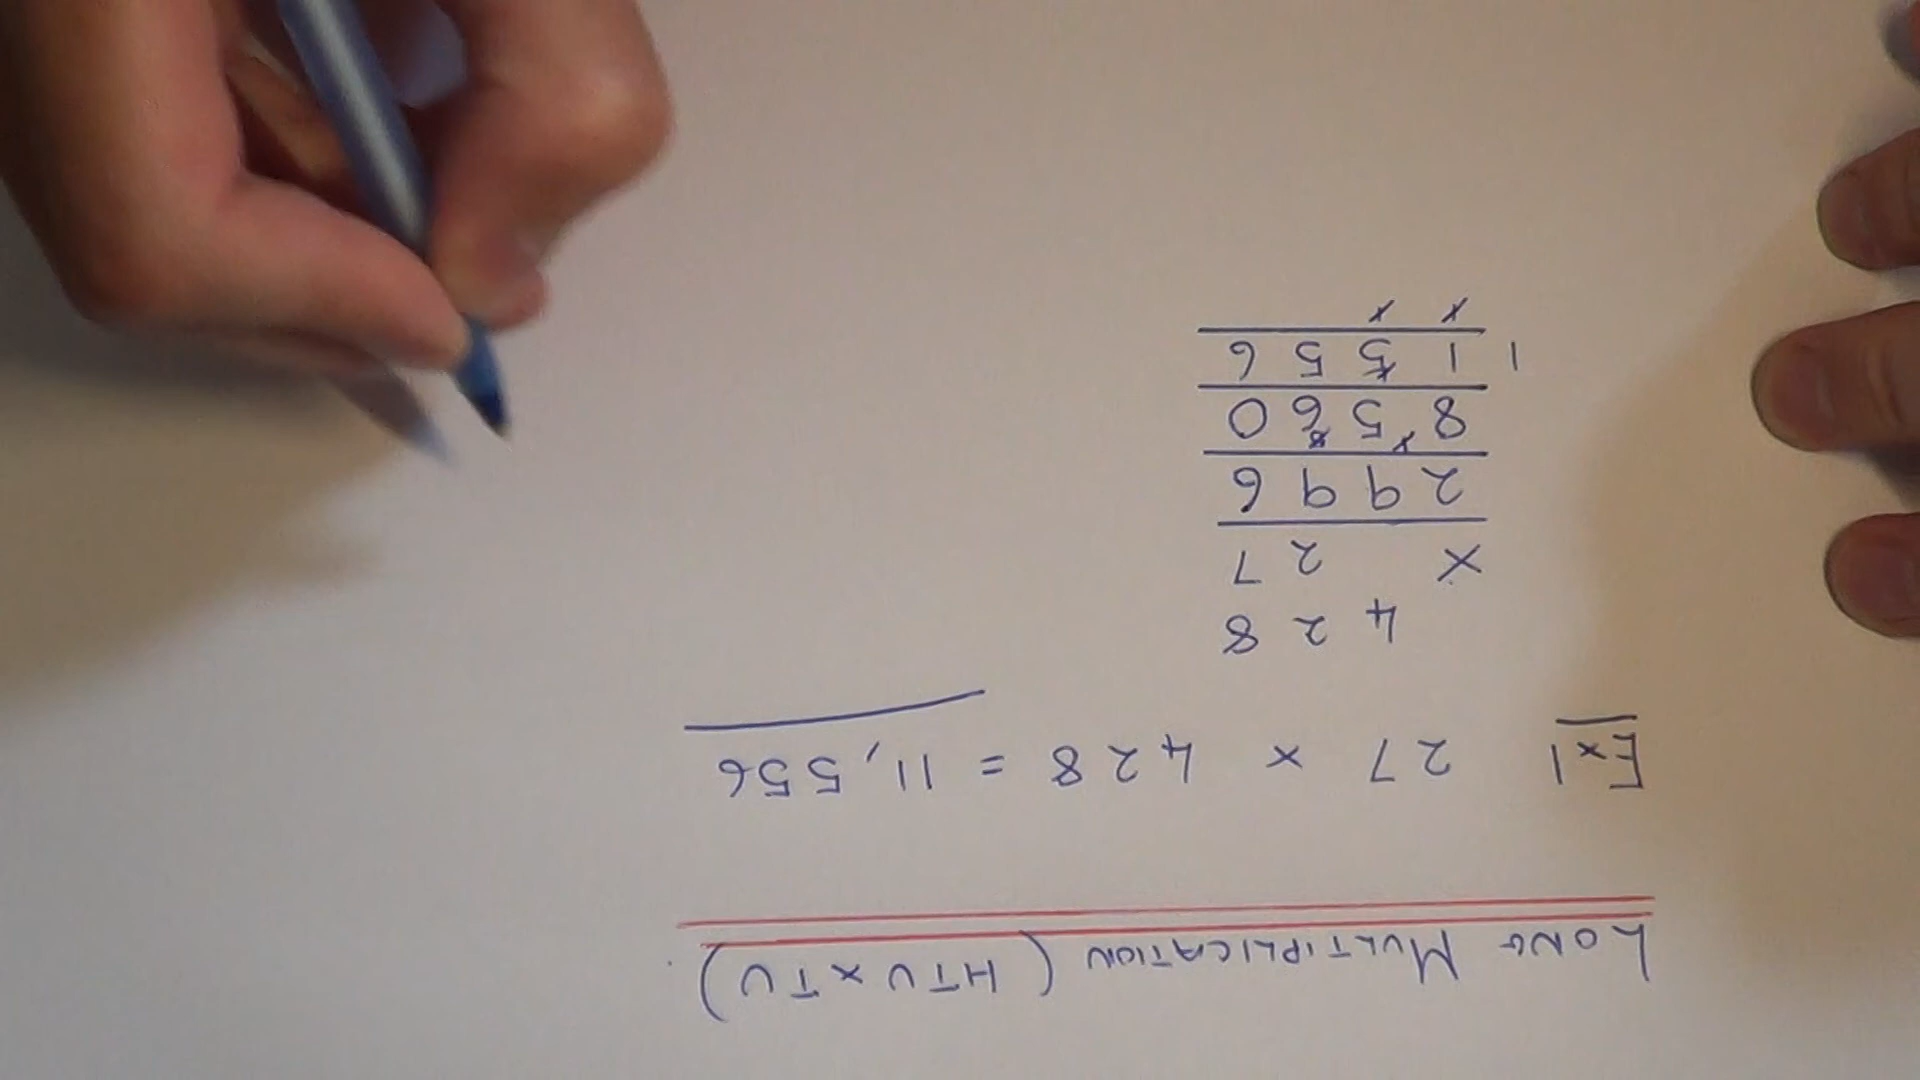 LONG MULTIPLICATION (HTU x TU)
Ex1 27 x 428 = 11,556
428
x 27
2996
8560
11556